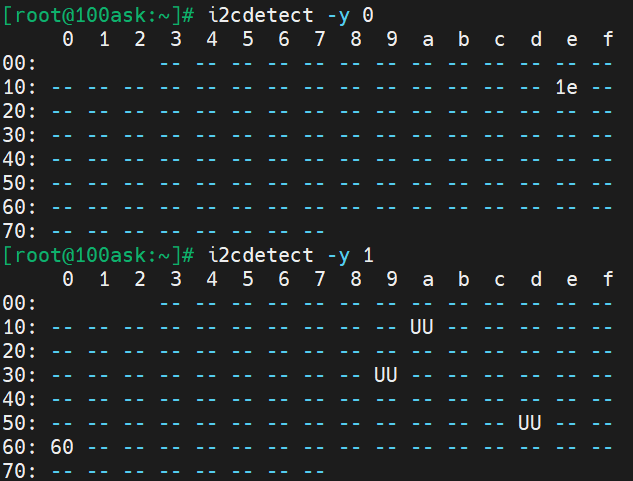 [root@100ask:~]# i2cdetect -y 0
     0  1  2  3  4  5  6  7  8  9  a  b  c  d  e  f
00:          -- -- -- -- -- -- -- -- -- -- -- -- --
10: -- -- -- -- -- -- -- -- -- -- -- -- -- -- 1e --
20: -- -- -- -- -- -- -- -- -- -- -- -- -- -- -- --
30: -- -- -- -- -- -- -- -- -- -- -- -- -- -- -- --
40: -- -- -- -- -- -- -- -- -- -- -- -- -- -- -- --
50: -- -- -- -- -- -- -- -- -- -- -- -- -- -- -- --
60: -- -- -- -- -- -- -- -- -- -- -- -- -- -- -- --
70: -- -- -- -- -- -- -- --
[root@100ask:~]# i2cdetect -y 1
     0  1  2  3  4  5  6  7  8  9  a  b  c  d  e  f
00:          -- -- -- -- -- -- -- -- -- -- -- -- --
10: -- -- -- -- -- -- -- -- -- -- UU -- -- -- -- --
20: -- -- -- -- -- -- -- -- -- -- -- -- -- -- -- --
30: -- -- -- -- -- -- -- -- -- UU -- -- -- -- -- --
40: -- -- -- -- -- -- -- -- -- -- -- -- -- -- -- --
50: -- -- -- -- -- -- -- -- -- -- -- -- -- UU -- --
60: 60 -- -- -- -- -- -- -- -- -- -- -- -- -- -- --
70: -- -- -- -- -- -- -- --